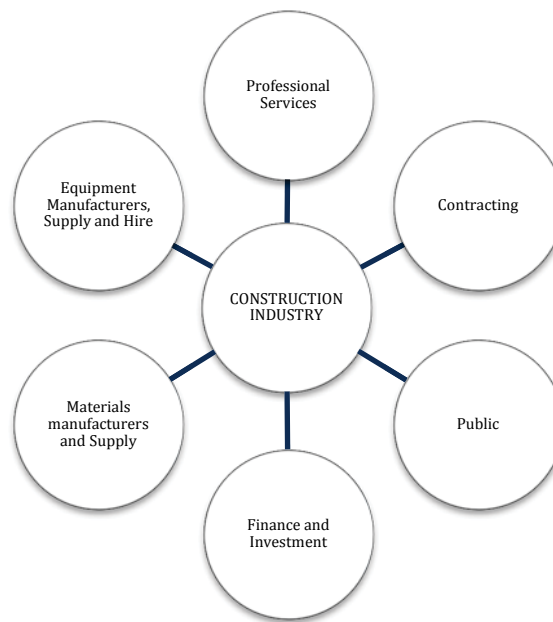 Professional
Services
Equipment
Manufacturers,
Supply and Hire
Contracting
CONSTRUCTION
INDUSTRY
Materials
manufacturers
and Supply
Public
Finance and
Investment